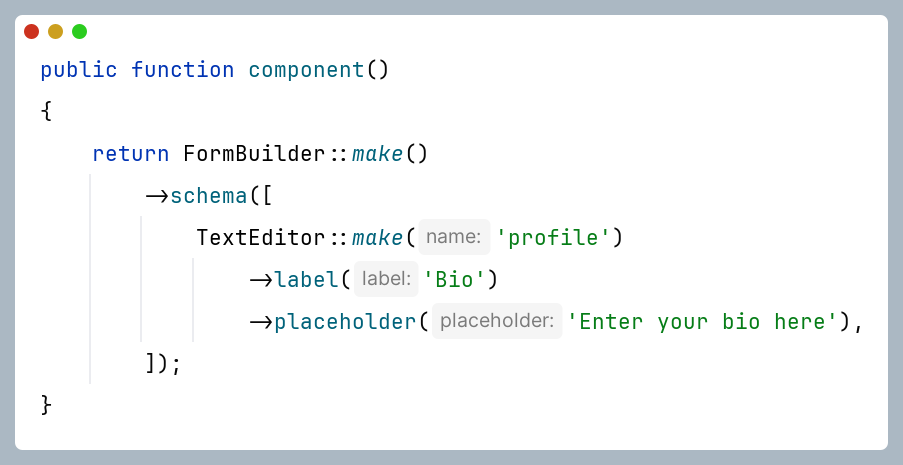 public function component()
{
    return FormBuilder::make()
        ->schema([
            TextEditor::make( name: 'profile')
                ->label( label: 'Bio')
                ->placeholder( placeholder: 'Enter your bio here'),
        ]);
}